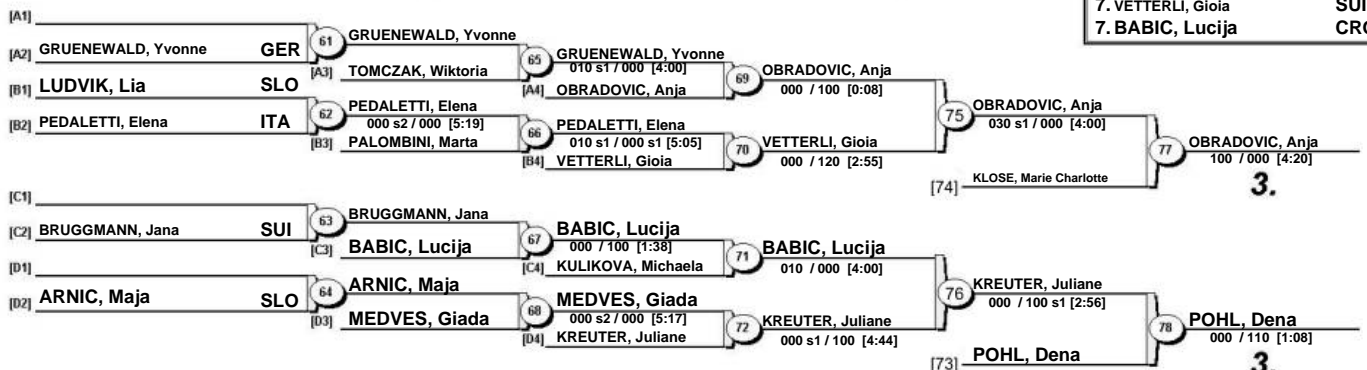 7. VETTERLI, Gioia SUI
7. BABIC, Lucija
[A1]
[A2] GRUENEWALD, Yvonne GER
61
GRUENEWALD, Yvonne
[A3] TOMCZAK, Wiktoria
65
GRUENEWALD, Yvonne
010 s1 / 000 [4:00]
[A4] OBRADOVIC, Anja
69
OBRADOVIC, Anja
000 / 100 [0:08]
[B1] LUDVIK, Lia SLO
[B2] PEDALETTI, Elena ITA
62
PEDALETTI, Elena
000 s2 / 000 [5:19]
[B3] PALOMBINI, Marta
66
PEDALETTI, Elena
010 s1 / 000 s1 [5:05]
[B4] VETTERLI, Gioia
70
VETTERLI, Gioia
000 / 120 [2:55]
75
OBRADOVIC, Anja
030 s1 / 000 [4:00]
[74] KLOSE, Marie Charlotte
77
OBRADOVIC, Anja
100 / 000 [4:20]
3.
[C1]
[C2] BRUGGMANN, Jana SUI
63
BRUGGMANN, Jana
[C3] BABIC, Lucija
67
BABIC, Lucija
000 / 100 [1:38]
[C4] KULIKOVA, Michaela
71
BABIC, Lucija
010 / 000 [4:00]
[D1]
[D2] ARNIC, Maja SLO
64
ARNIC, Maja
[D3] MEDVES, Giada
68
MEDVES, Giada
000 s2 / 000 [5:17]
[D4] KREUTER, Juliane
72
KREUTER, Juliane
000 s1 / 100 [4:44]
76
KREUTER, Juliane
000 / 100 s1 [2:56]
[73] POHL, Dena
78
POHL, Dena
000 / 110 [1:08]
3.